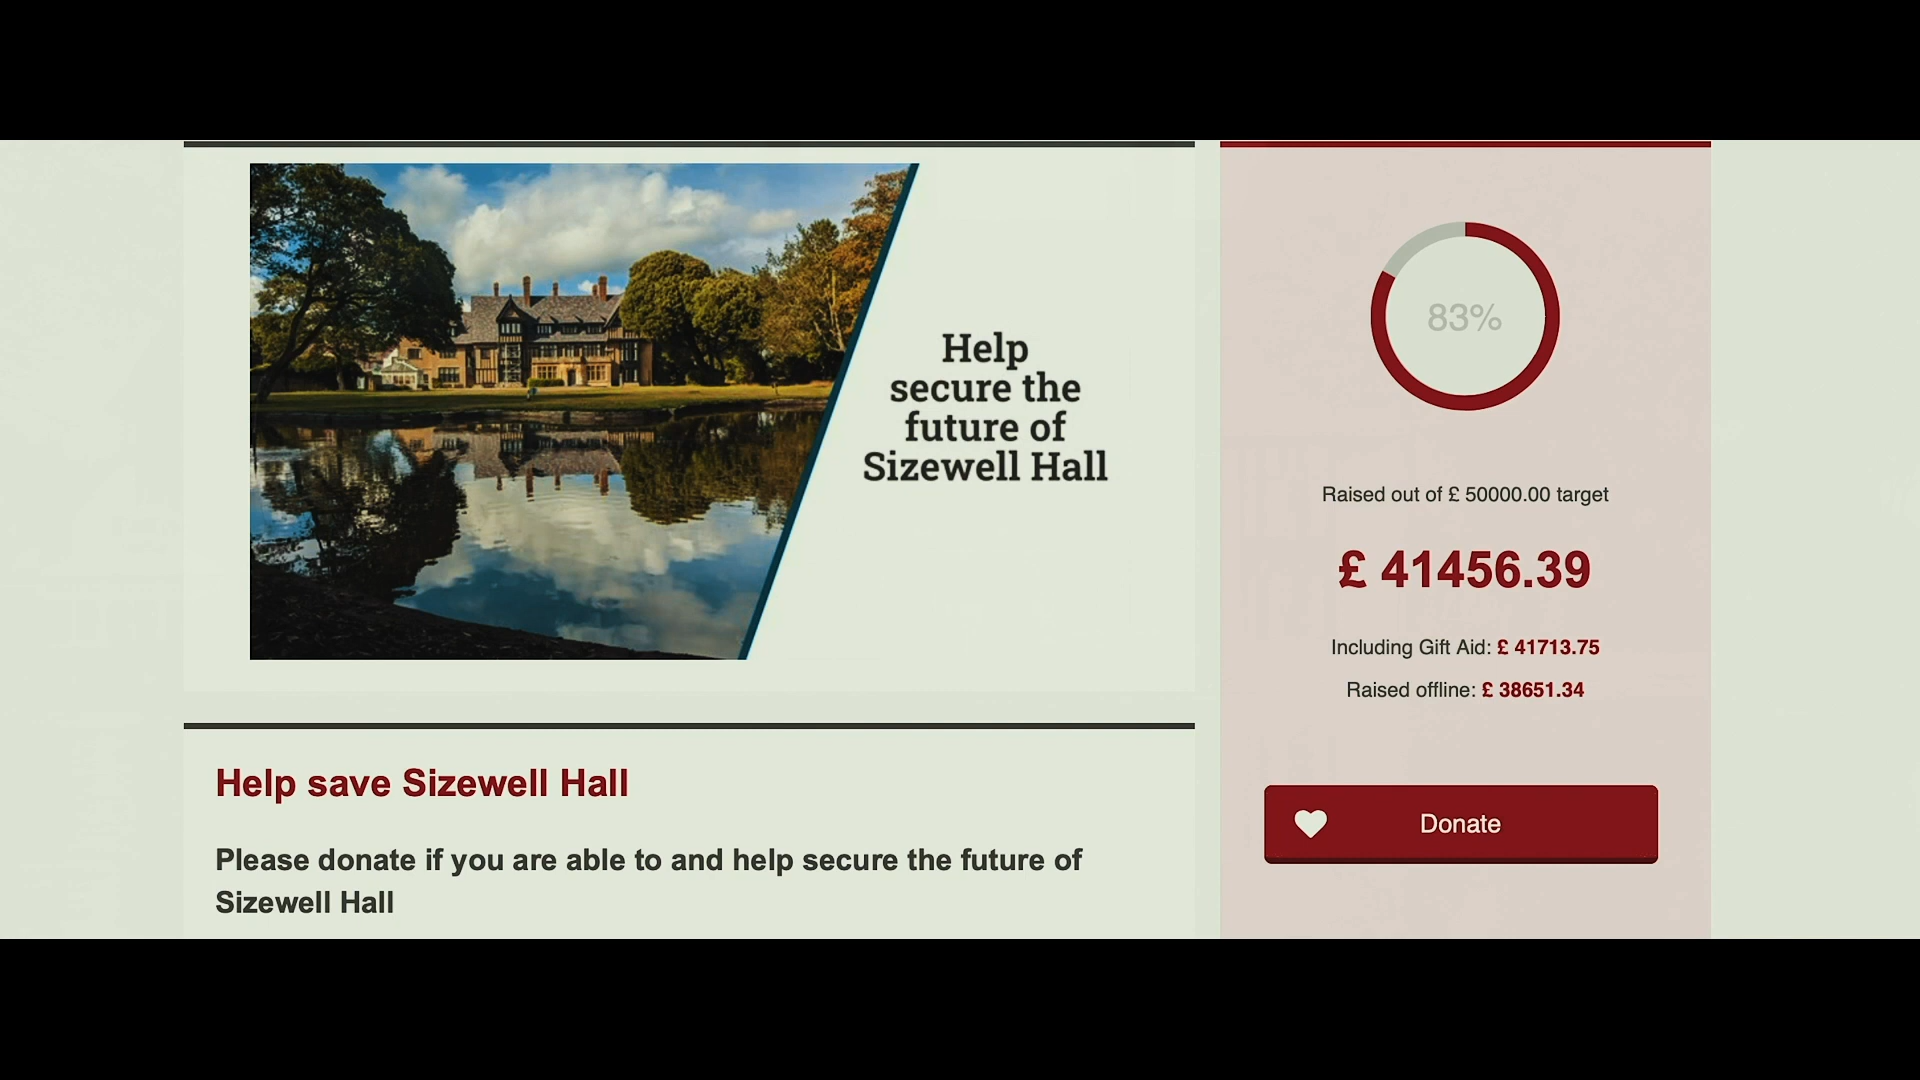 Help
secure the
future of
Sizewell Hall
Help save Sizewell Hall
Please donate if you are able to and help secure the future of
Sizewell Hall
83%
Raised out of £ 50000.00 target
£ 41456.39
Including Gift Aid: £ 41713.75
Raised offline: £ 38651.34
Donate